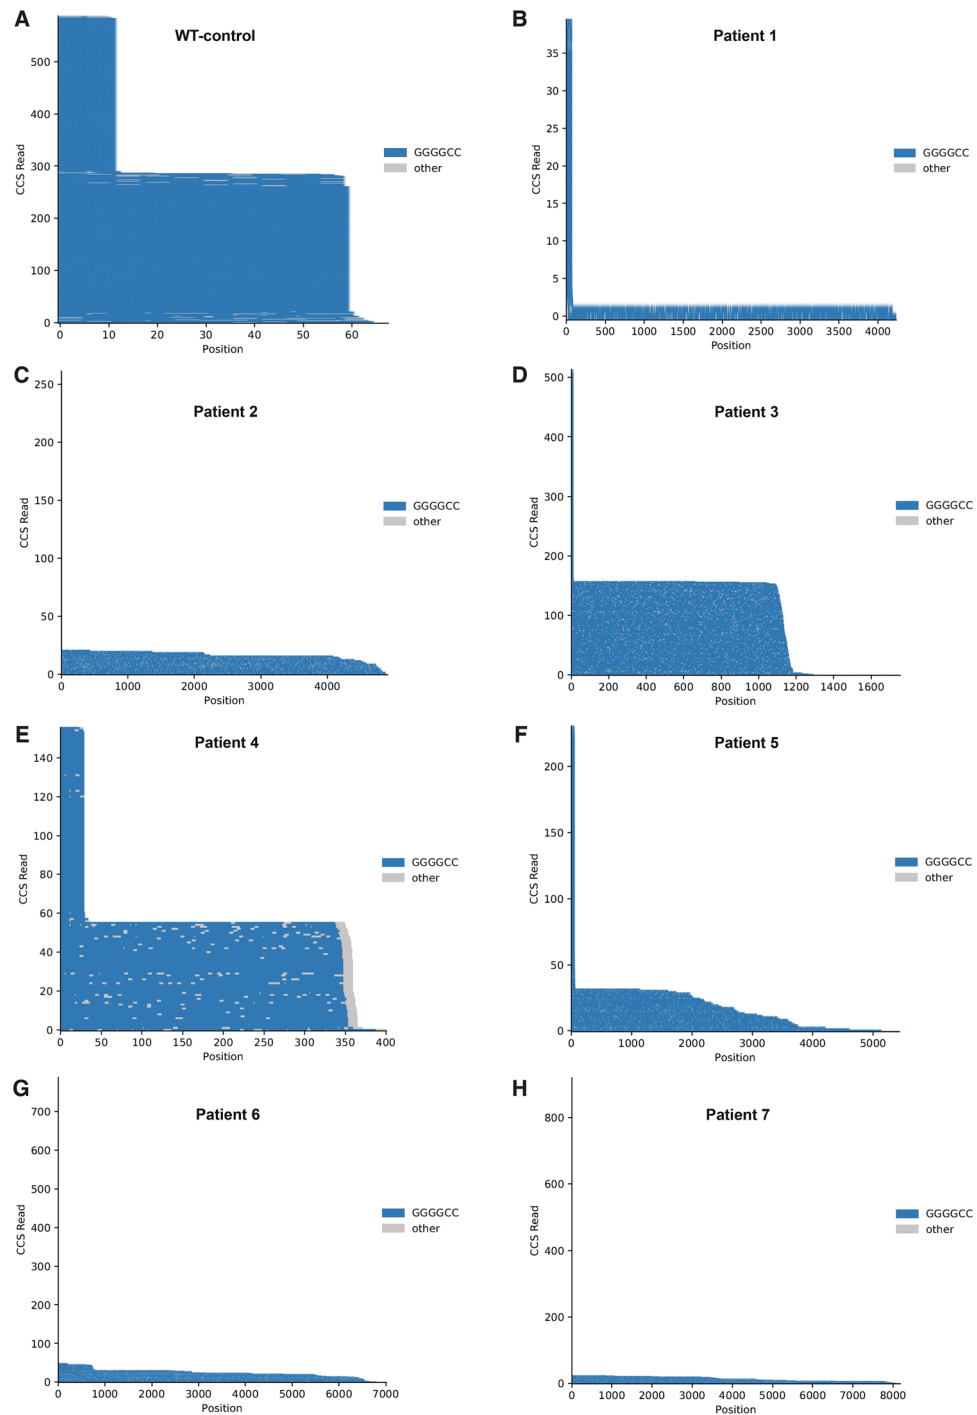 A
WT-control
500
400
300
200
100
0
CCS Read
0 10 20 30 40 50 60
Position
GGGGCC
other
B
Patient 1
35
30
25
20
15
10
5
0
CCS Read
0 500 1000 1500 2000 2500 3000 3500 4000
Position
GGGGCC
other
C
Patient 2
250
200
150
100
50
0
CCS Read
0 1000 2000 3000 4000
Position
GGGGCC
other
D
Patient 3
500
400
300
200
100
0
CCS Read
0 200 400 600 800 1000 1200 1400 1600
Position
GGGGCC
other
E
Patient 4
140
120
100
80
60
40
20
0
CCS Read
0 50 100 150 200 250 300 350 400
Position
GGGGCC
other
F
Patient 5
200
150
100
50
0
CCS Read
0 1000 2000 3000 4000 5000
Position
GGGGCC
other
G
Patient 6
700
600
500
400
300
200
100
0
CCS Read
0 1000 2000 3000 4000 5000 6000 7000
Position
GGGGCC
other
H
Patient 7
800
600
400
200
0
CCS Read
0 1000 2000 3000 4000 5000 6000 7000 8000
Position
GGGGCC
other